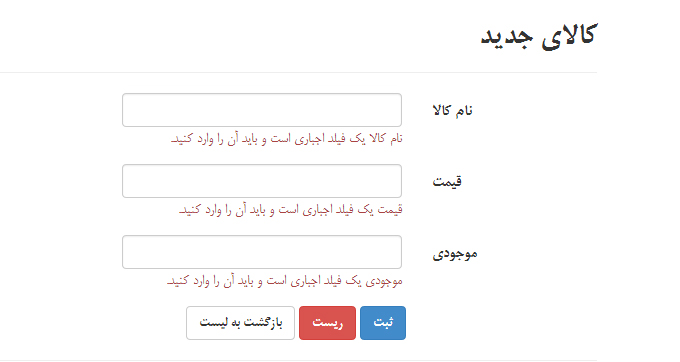 کالای جدید
نام کالا
نام کالا یک فیلد اجباری است و باید آن را وارد کنید.
قیمت
قیمت یک فیلد اجباری است و باید آن را وارد کنید.
موجودی
موجودی یک فیلد اجباری است و باید آن را وارد کنید.
ثبت ریست بازگشت به لیست